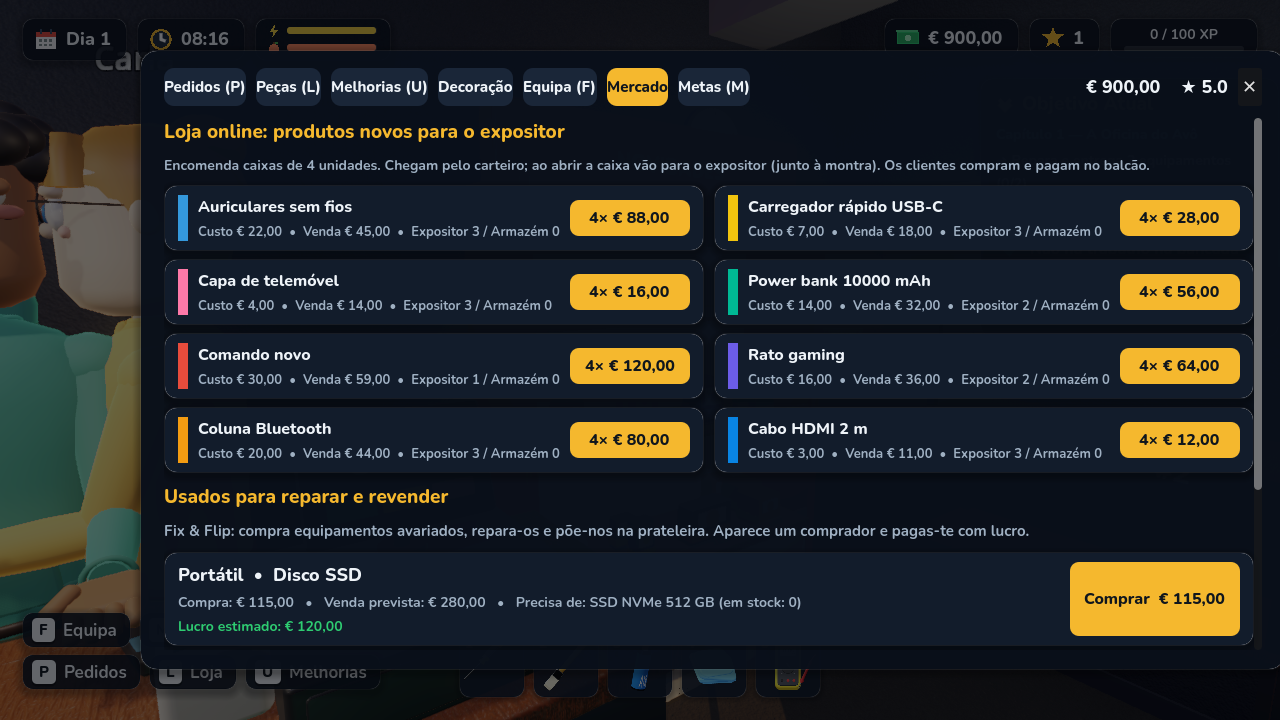 Dia 1
08:16
€ 900,00
1
0 / 100 XP
Car
Pedidos (P)
Peças (L)
Melhorias (U)
Decoração
Equipa (F)
Mercado
Metas (M)
€ 900,00
★ 5.0
✕
Loja online: produtos novos para o expositor
Encomenda caixas de 4 unidades. Chegam pelo carteiro; ao abrir a caixa vão para o expositor (junto à montra). Os clientes compram e pagam no balcão.
Auriculares sem fios
Custo € 22,00 • Venda € 45,00 • Expositor 3 / Armazém 0
4× € 88,00
Carregador rápido USB-C
Custo € 7,00 • Venda € 18,00 • Expositor 3 / Armazém 0
4× € 28,00
Capa de telemóvel
Custo € 4,00 • Venda € 14,00 • Expositor 3 / Armazém 0
4× € 16,00
Power bank 10000 mAh
Custo € 14,00 • Venda € 32,00 • Expositor 2 / Armazém 0
4× € 56,00
Comando novo
Custo € 30,00 • Venda € 59,00 • Expositor 1 / Armazém 0
4× € 120,00
Rato gaming
Custo € 16,00 • Venda € 36,00 • Expositor 2 / Armazém 0
4× € 64,00
Coluna Bluetooth
Custo € 20,00 • Venda € 44,00 • Expositor 3 / Armazém 0
4× € 80,00
Cabo HDMI 2 m
Custo € 3,00 • Venda € 11,00 • Expositor 3 / Armazém 0
4× € 12,00
Usados para reparar e revender
Fix & Flip: compra equipamentos avariados, repara-os e põe-nos na prateleira. Aparece um comprador e pagas-te com lucro.
Portátil • Disco SSD
Compra: € 115,00 • Venda prevista: € 280,00 • Precisa de: SSD NVMe 512 GB (em stock: 0)
Lucro estimado: € 120,00
Comprar € 115,00
F Equipa
P Pedidos
L Loja
U Melhorias